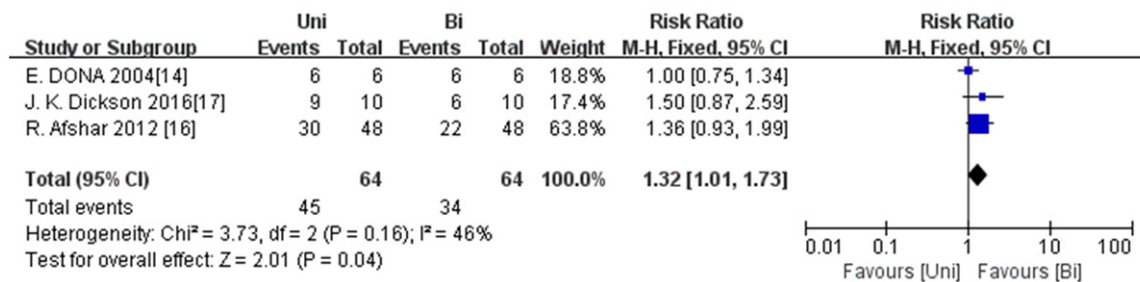 Uni Bi Risk Ratio Risk Ratio
Study or Subgroup Events Total Events Total Weight M-H, Fixed, 95% CI M-H, Fixed, 95% CI
E. DONA 2004[14] 6 6 6 6 18.8% 1.00 [0.75, 1.34]
J. K. Dickson 2016[17] 9 10 6 10 17.4% 1.50 [0.87, 2.59]
R. Afshar 2012 [16] 30 48 22 48 63.8% 1.36 [0.93, 1.99]
Total (95% CI) 64 64 100.0% 1.32 [1.01, 1.73]
Total events 45 34
Heterogeneity: Chi² = 3.73, df = 2 (P = 0.16); I² = 46%
Test for overall effect: Z = 2.01 (P = 0.04)
0.01 0.1 1 10 100
Favours [Uni] Favours [Bi]